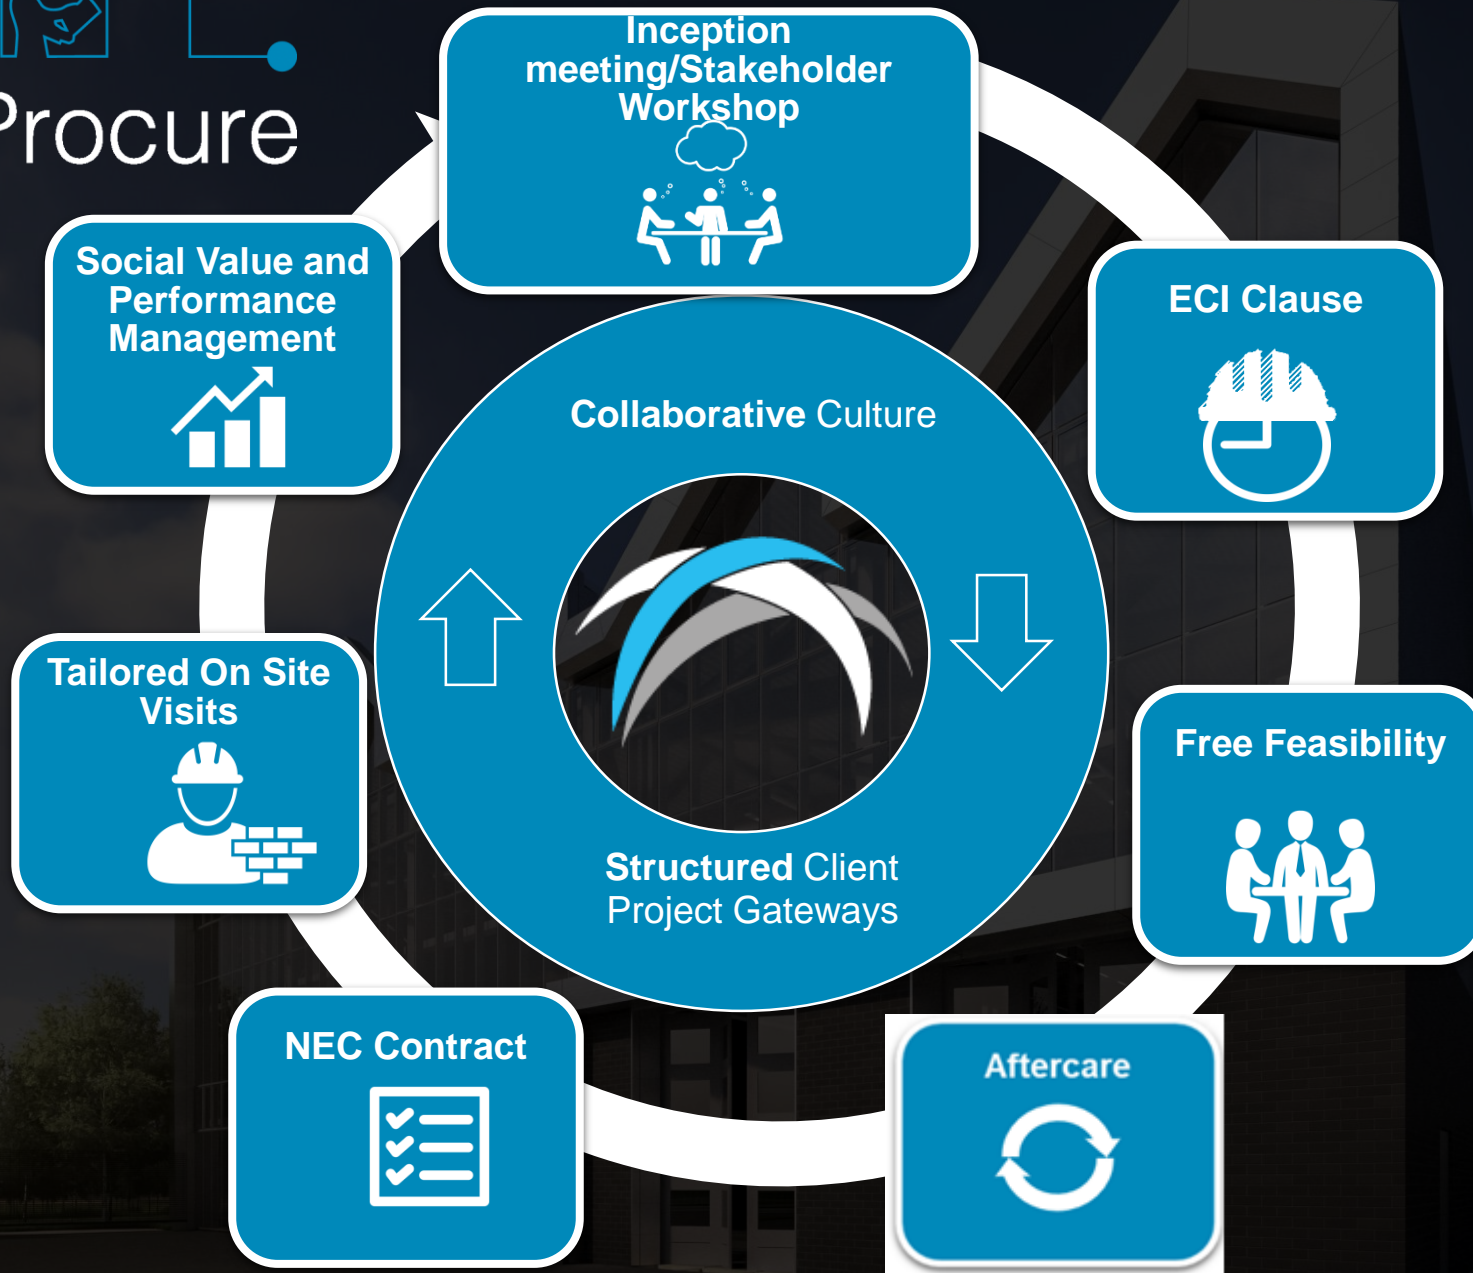 Procure
Inception
meeting/Stakeholder
Workshop
Social Value and
Performance
Management
ECI Clause
Collaborative Culture
Tailored On Site
Visits
Free Feasibility
Structured Client
Project Gateways
NEC Contract
Aftercare